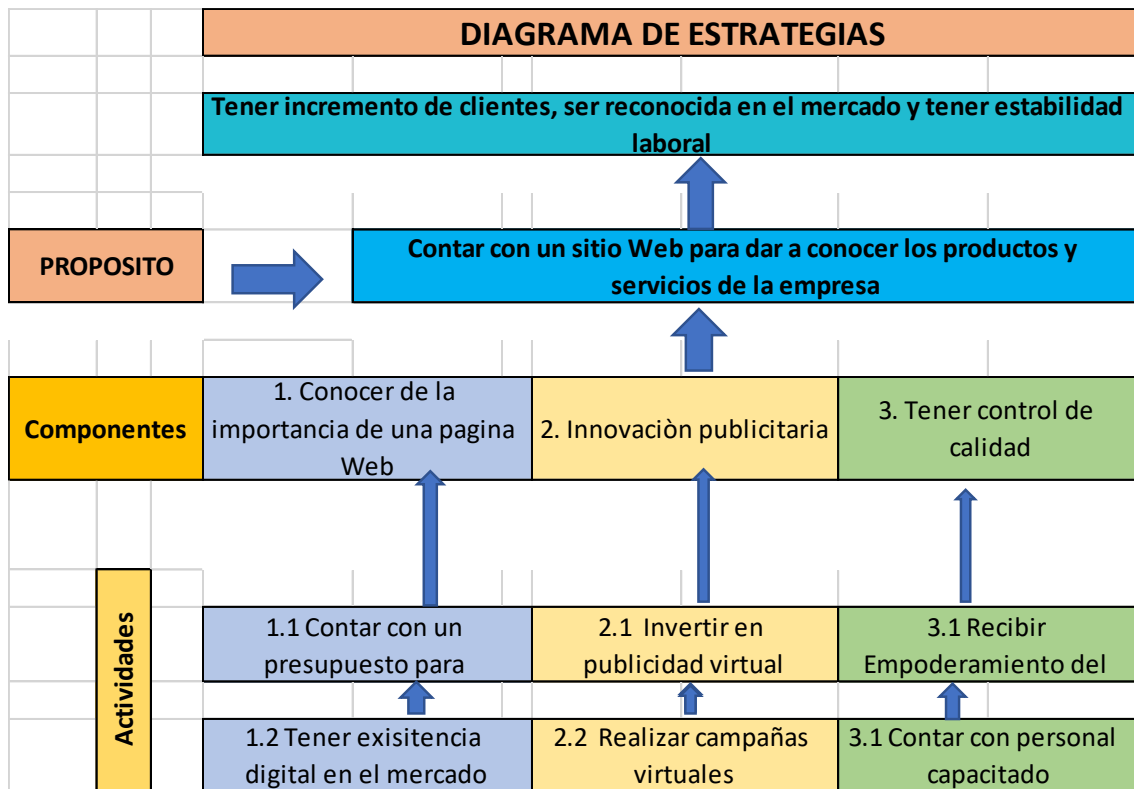 DIAGRAMA DE ESTRATEGIAS
Tener incremento de clientes, ser reconocida en el mercado y tener estabilidad
laboral
PROPOSITO
Contar con un sitio Web para dar a conocer los productos y
servicios de la empresa
Componentes
1. Conocer de la
importancia de una pagina
Web
2. Innovaciòn publicitaria
3. Tener control de
calidad
Actividades
1.1 Contar con un
presupuesto para
2.1 Invertir en
publicidad virtual
3.1 Recibir
Empoderamiento del
1.2 Tener exisitencia
digital en el mercado
2.2 Realizar campañas
virtuales
3.1 Contar con personal
capacitado